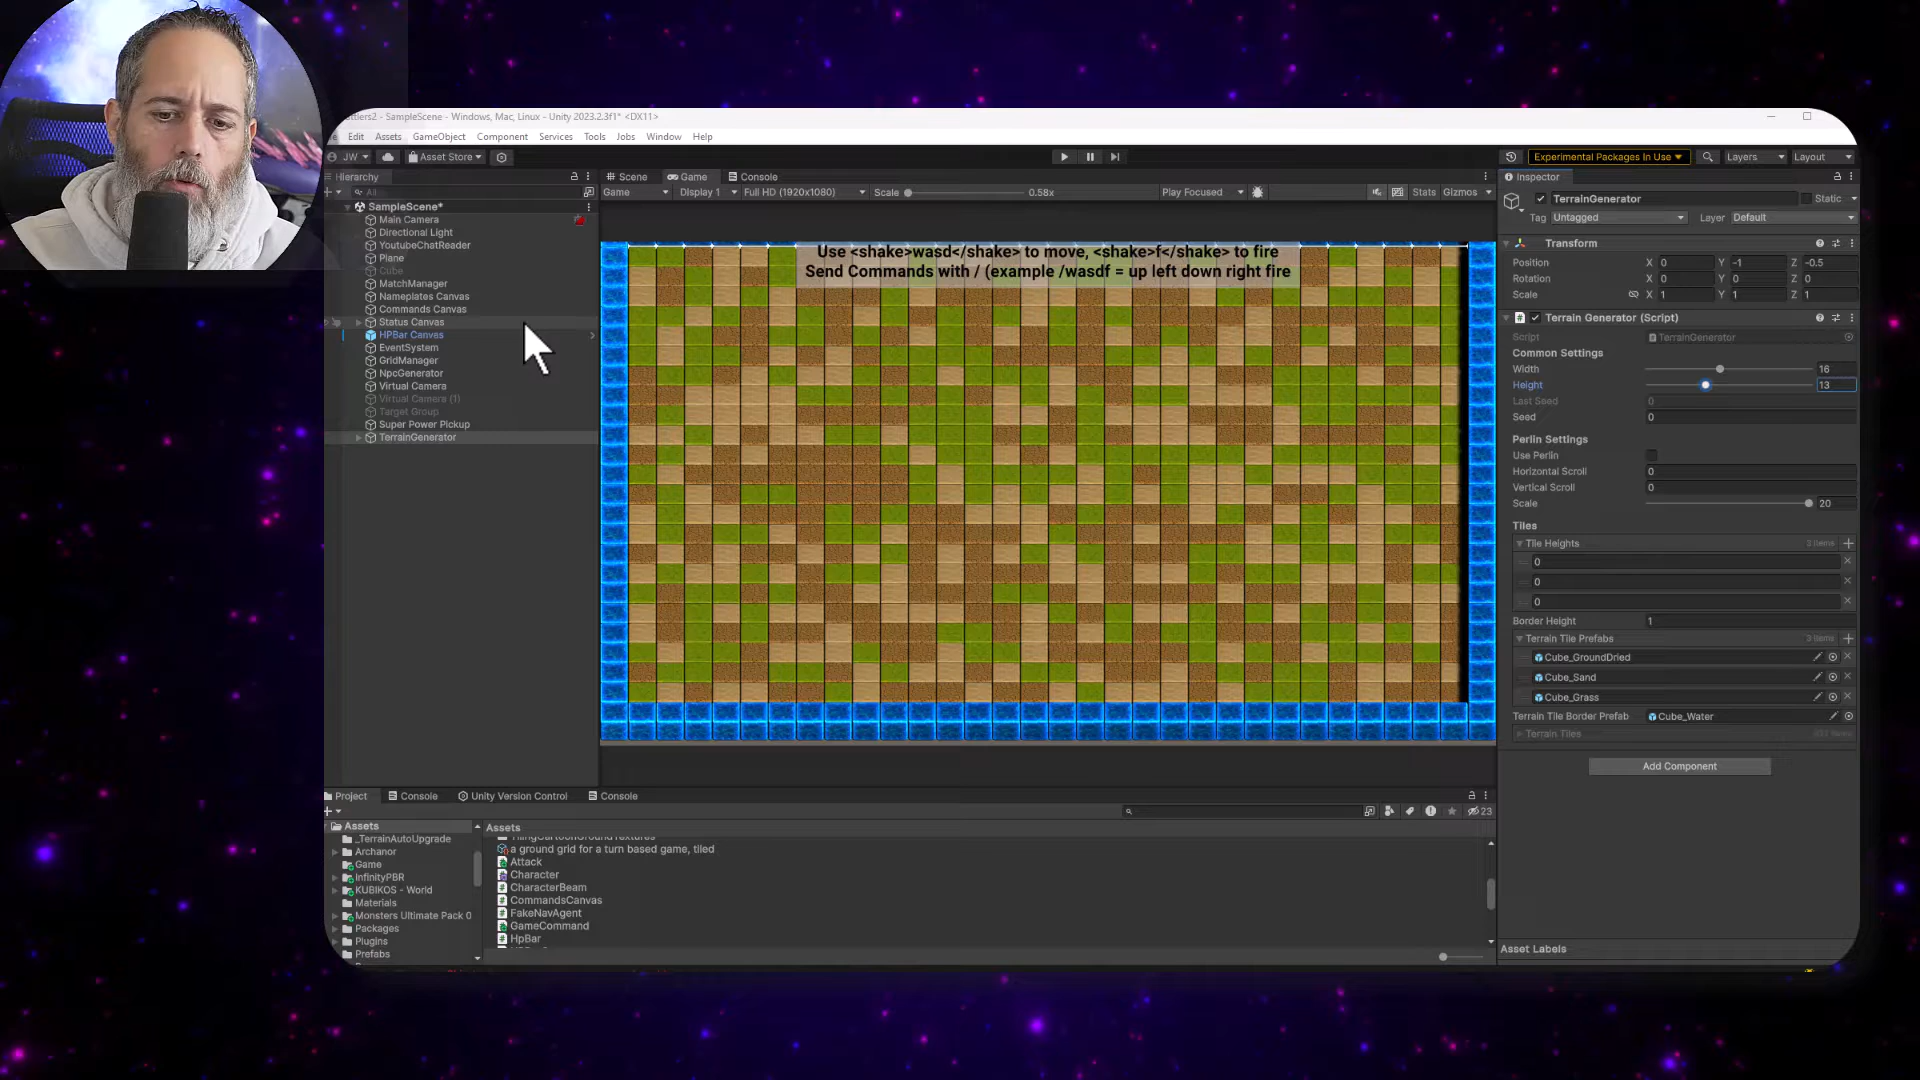 ttlers2 - SampleScene - Windows, Mac, Linux - Unity 2023.2.3f1* <DX11>
Edit Assets GameObject Component Services Tools Jobs Window Help
JW Asset Store Experimental Packages In Use Layers Layout
Hierarchy
All
SampleScene*
Main Camera
Directional Light
YoutubeChatReader
Plane
Cube
MatchManager
Nameplates Canvas
Commands Canvas
Status Canvas
HPBar Canvas
EventSystem
GridManager
NpcGenerator
Virtual Camera
Virtual Camera (1)
Target Group
Super Power Pickup
TerrainGenerator
Scene Game Console
Game Display 1 Full HD (1920x1080) Scale 0.58x Play Focused Stats Gizmos
Use <shake>wasd</shake> to move, <shake>f</shake> to fire
Send Commands with / (example /wasdf = up left down right fire
Inspector
TerrainGenerator Static
Tag Untagged Layer Default
Transform
Position X 0 Y -1 Z -0.5
Rotation X 0 Y 0 Z 0
Scale X 1 Y 1 Z 1
Terrain Generator (Script)
Script TerrainGenerator
Common Settings
Width 16
Height 13
Last Seed 0
Seed 0
Perlin Settings
Use Perlin
Horizontal Scroll 0
Vertical Scroll 0
Scale 20
Tiles
Tile Heights 3 items
0
0
0
Border Height 1
Terrain Tile Prefabs 3 items
Cube_GroundDried
Cube_Sand
Cube_Grass
Terrain Tile Border Prefab Cube_Water
Terrain Tiles
Add Component
Asset Labels
Project Console Unity Version Control Console
23
Assets
_TerrainAutoUpgrade
Archanor
Game
InfinityPBR
KUBIKOS - World
Materials
Monsters Ultimate Pack 0
Packages
Plugins
Prefabs
Assets
a ground grid for a turn based game, tiled
Attack
Character
CharacterBeam
CommandsCanvas
FakeNavAgent
GameCommand
HpBar